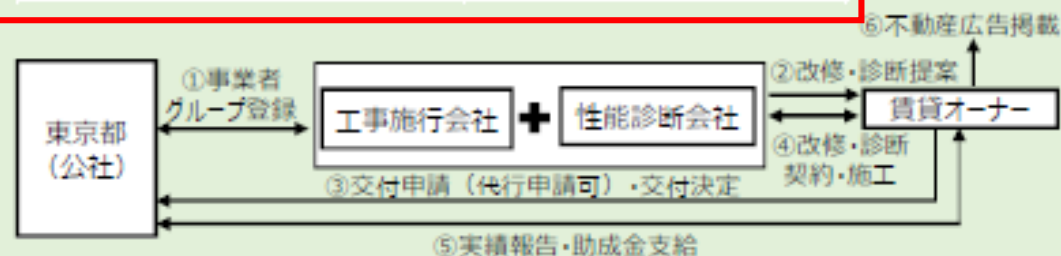 ⑥不動産広告掲載
①事業者
グループ登録
②改修・診断提案
東京都
(公社)
工事施行会社
+
性能診断会社
賃貸オーナー
④改修・診断
契約・施工
③交付申請(代行申請可)・交付決定
⑤実績報告・助成金支給